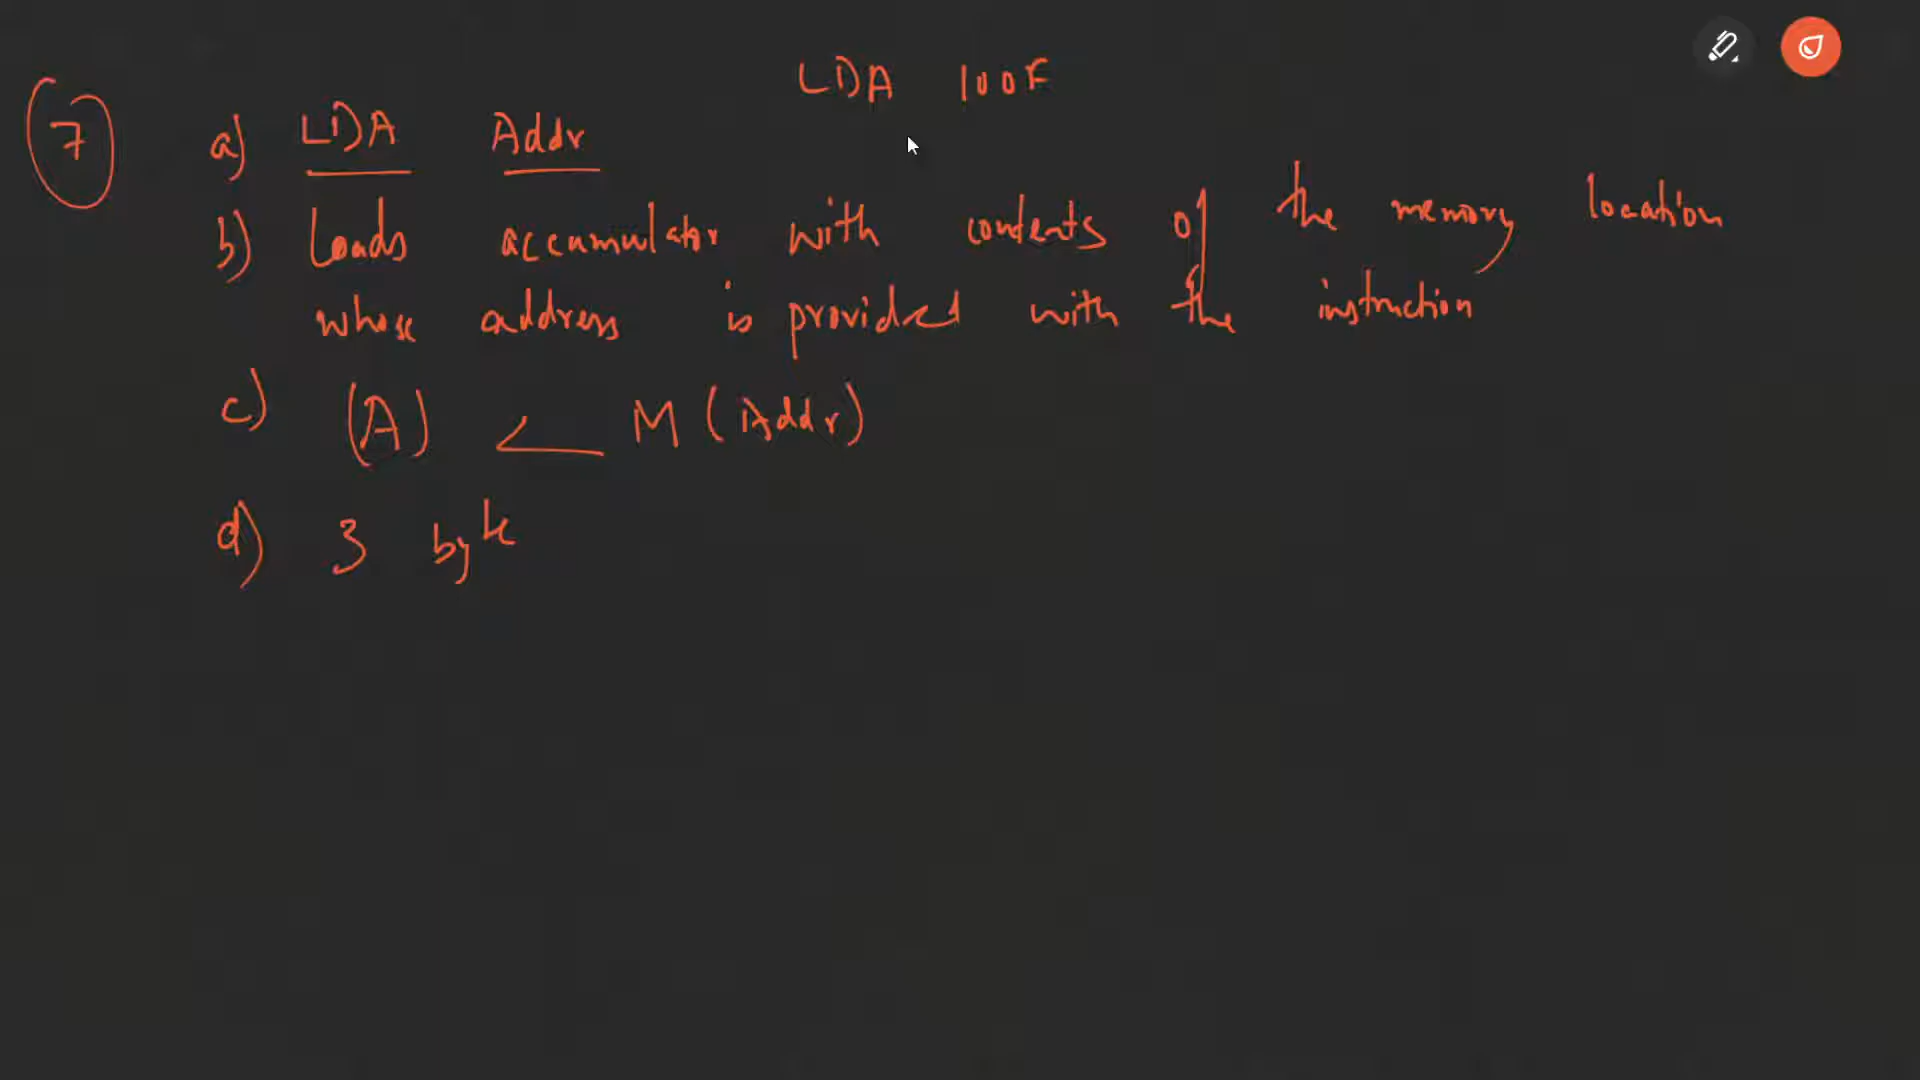 LDA 100F
7 a) LDA Addr
b) Loads accumulator with contents of the memory location
whose address is provided with the instruction
c) (A) ← M (Addr)
d) 3 byte